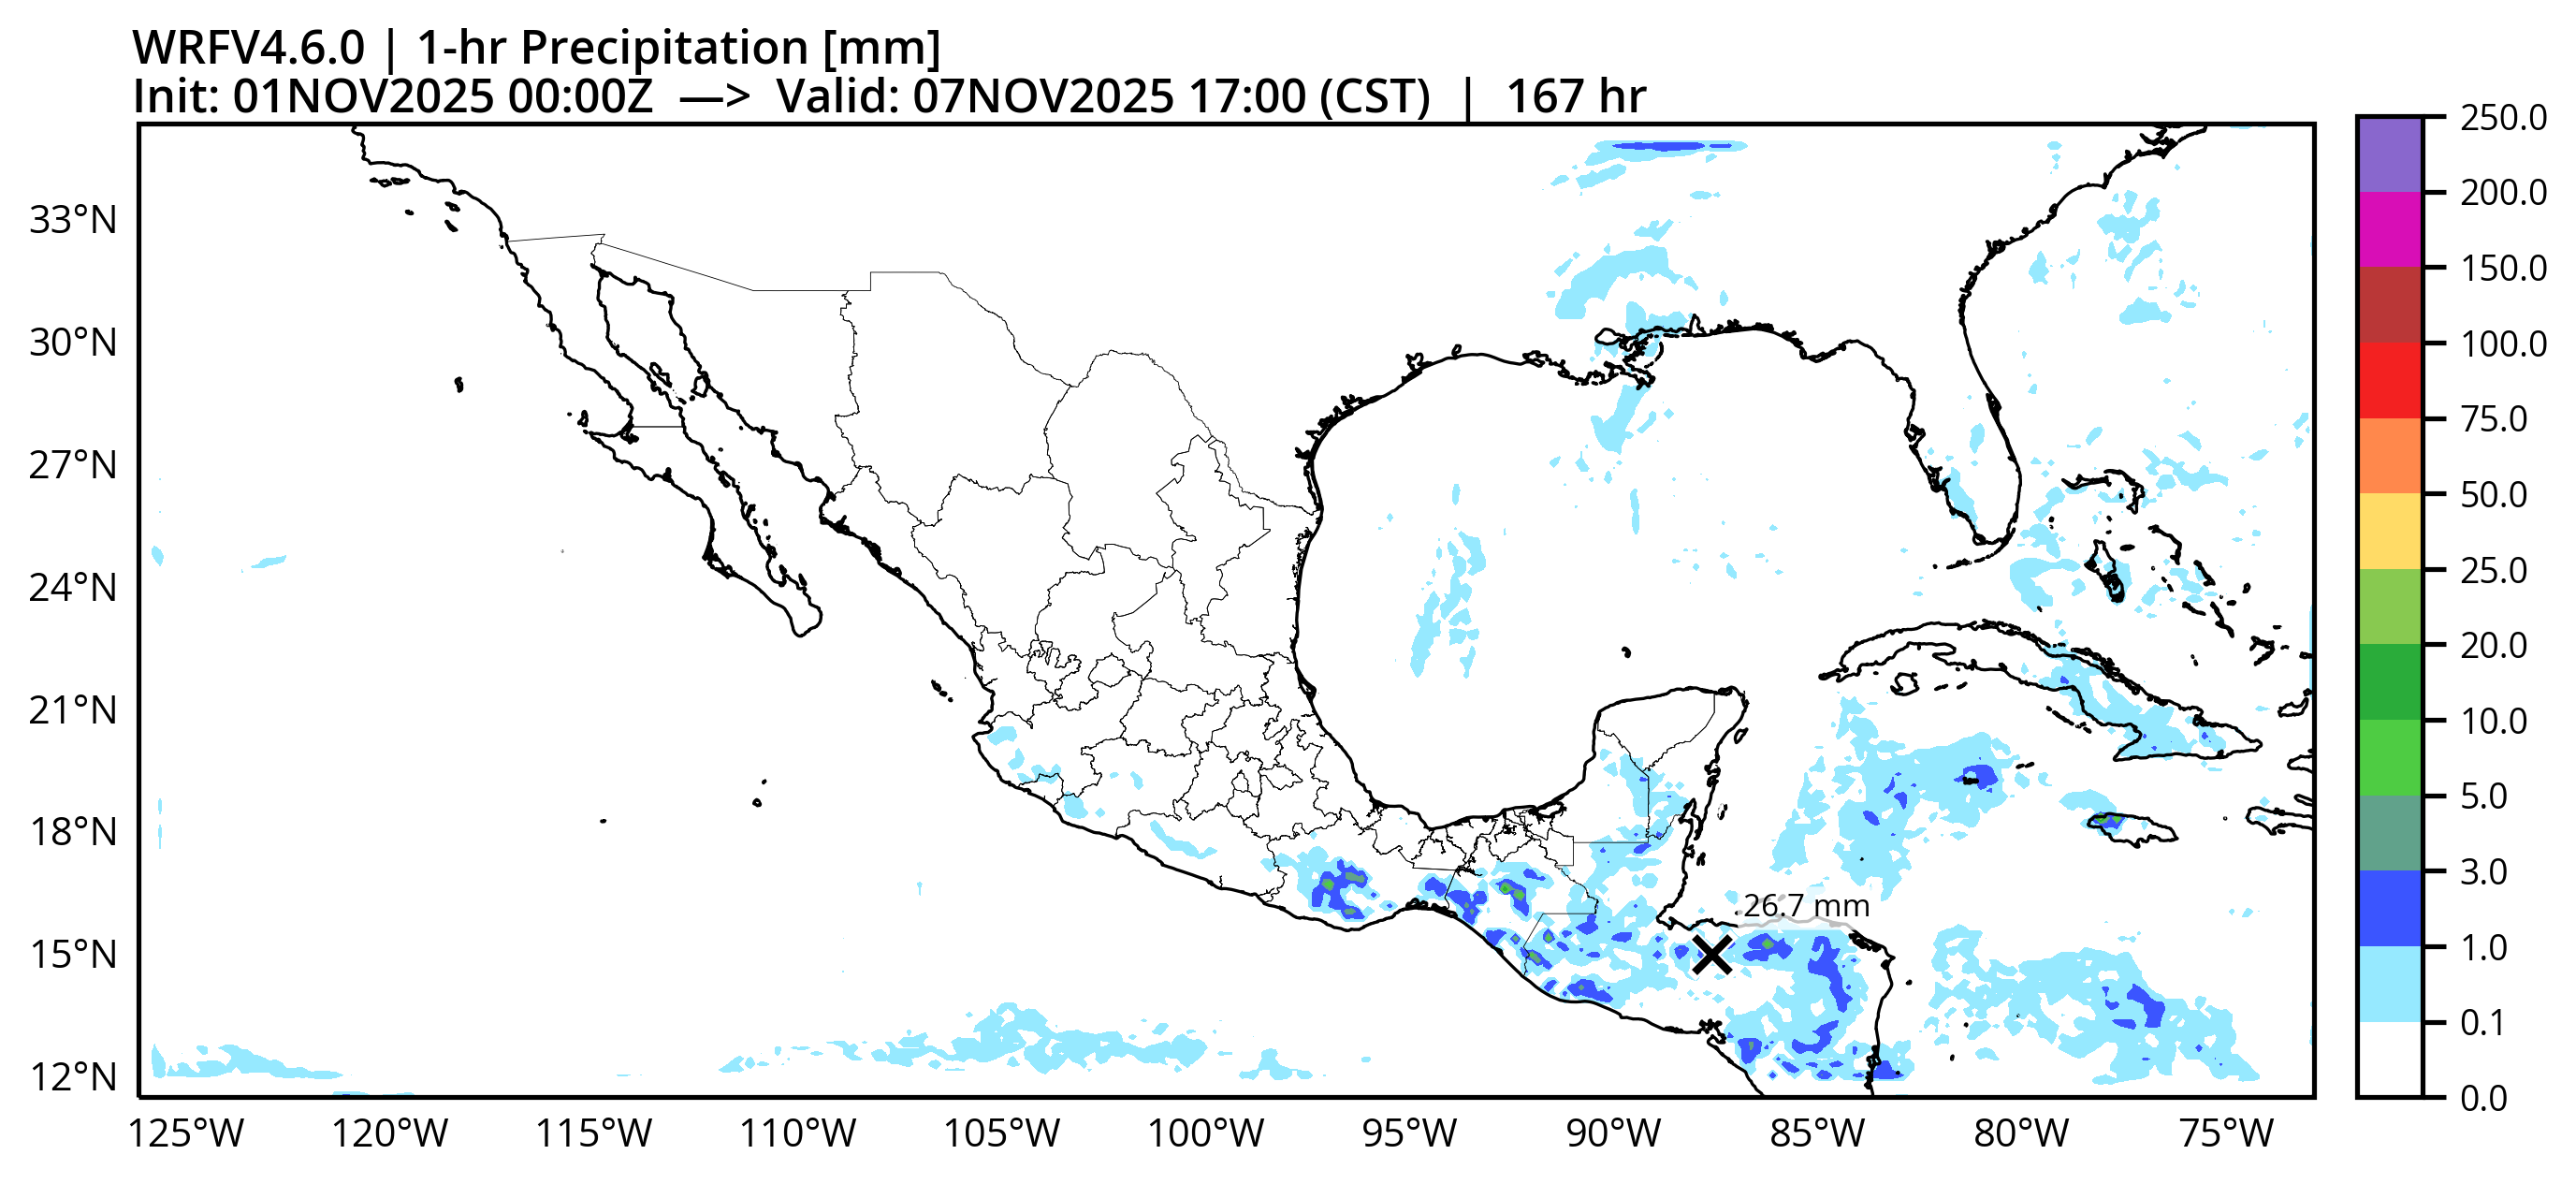 WRFV4.6.0 | 1-hr Precipitation [mm]
Init: 01NOV2025 00:00Z —> Valid: 07NOV2025 17:00 (CST) | 167 hr
33°N
30°N
27°N
24°N
21°N
18°N
15°N
12°N
125°W 120°W 115°W 110°W 105°W 100°W 95°W 90°W 85°W 80°W 75°W
26.7 mm
250.0
200.0
150.0
100.0
75.0
50.0
25.0
20.0
10.0
5.0
3.0
1.0
0.1
0.0